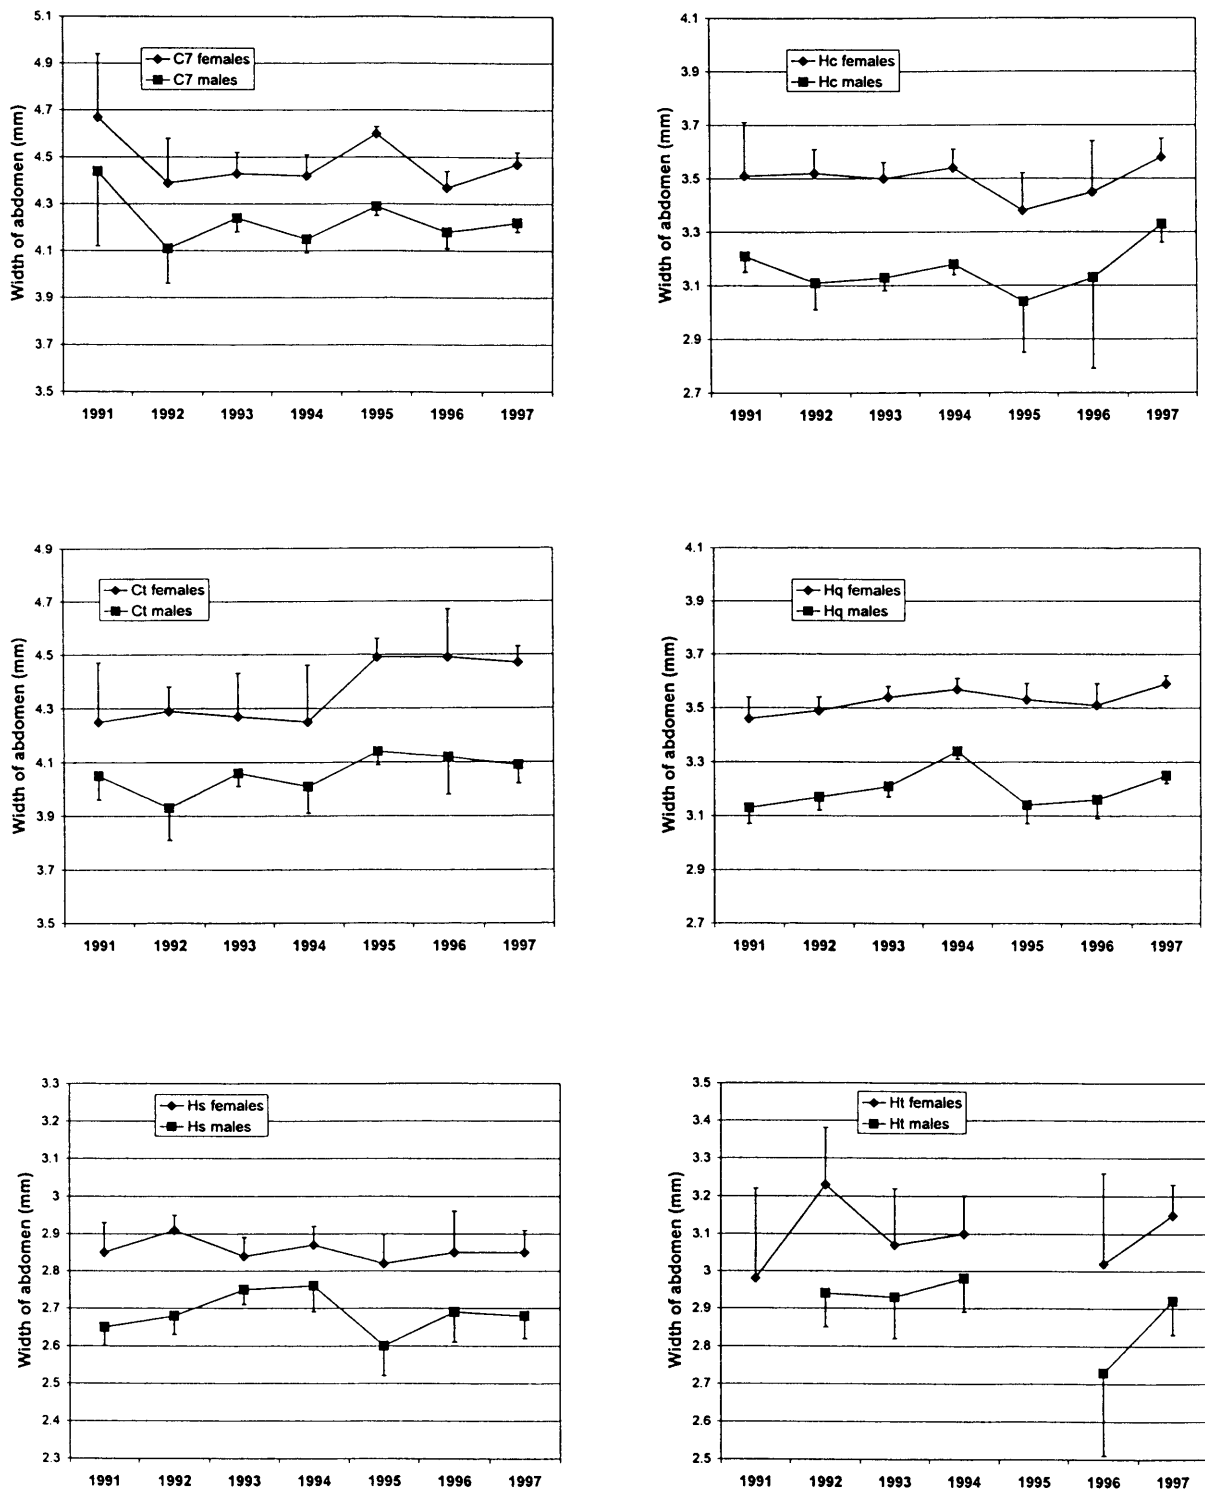 5.1
4.9
4.7
4.5
4.3
4.1
3.9
3.7
3.5
Width of abdomen (mm)
C7 females
C7 males
1991 1992 1993 1994 1995 1996 1997
4.1
3.9
3.7
3.5
3.3
3.1
2.9
2.7
Width of abdomen (mm)
Hc females
Hc males
1991 1992 1993 1994 1995 1996 1997
4.9
4.7
4.5
4.3
4.1
3.9
3.7
3.5
Width of abdomen (mm)
Ct females
Ct males
1991 1992 1993 1994 1995 1996 1997
4.1
3.9
3.7
3.5
3.3
3.1
2.9
2.7
Width of abdomen (mm)
Hq females
Hq males
1991 1992 1993 1994 1995 1996 1997
3.3
3.2
3.1
3
2.9
2.8
2.7
2.6
2.5
2.4
2.3
Width of abdomen (mm)
Hs females
Hs males
1991 1992 1993 1994 1995 1996 1997
3.5
3.4
3.3
3.2
3.1
3
2.9
2.8
2.7
2.6
2.5
Width of abdomen (mm)
Ht females
Ht males
1991 1992 1993 1994 1995 1996 1997